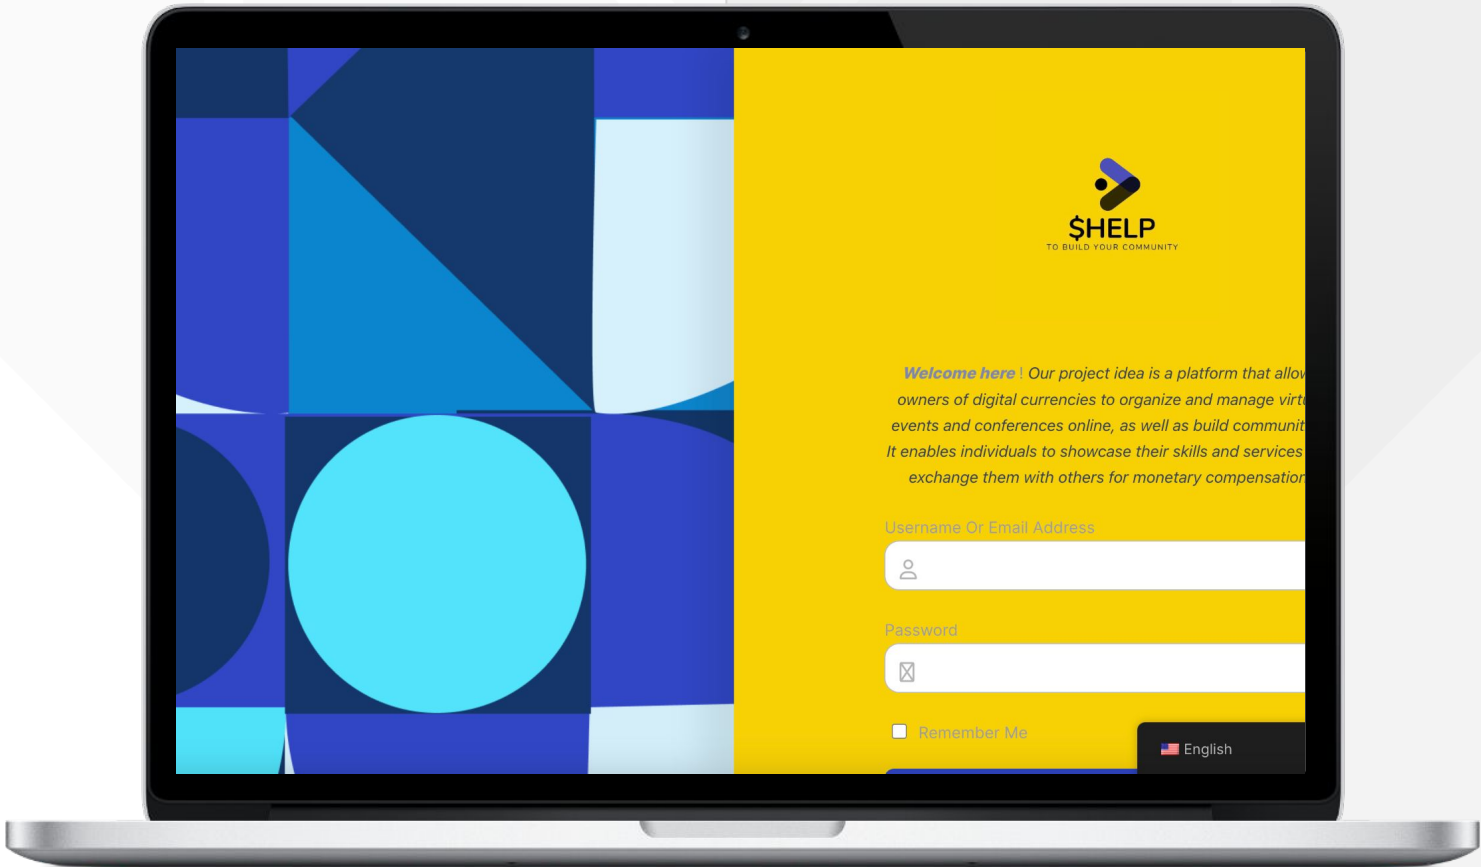 $HELP
TO BUILD YOUR COMMUNITY
Welcome here ! Our project idea is a platform that allow
owners of digital currencies to organize and manage virtu
events and conferences online, as well as build communit
It enables individuals to showcase their skills and services
exchange them with others for monetary compensation
Username Or Email Address
Password
Remember Me
English